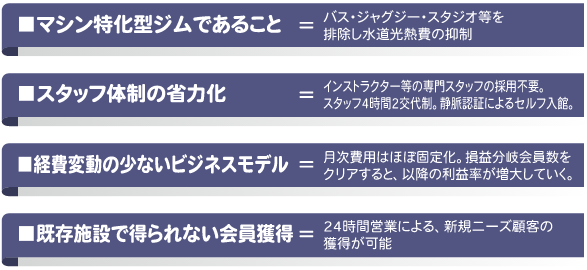 ■マシン特化型ジムであること ＝ バス・ジャグジー・スタジオ等を
排除し水道光熱費の抑制
■スタッフ体制の省力化 ＝ インストラクター等の専門スタッフの採用不要。
スタッフ4時間2交代制。静脈認証によるセルフ入館。
■経費変動の少ないビジネスモデル ＝ 月次費用はほぼ固定化。損益分岐会員数を
クリアすると、以降の利益率が増大していく。
■既存施設で得られない会員獲得 ＝ 24時間営業による、新規ニーズ顧客の
獲得が可能